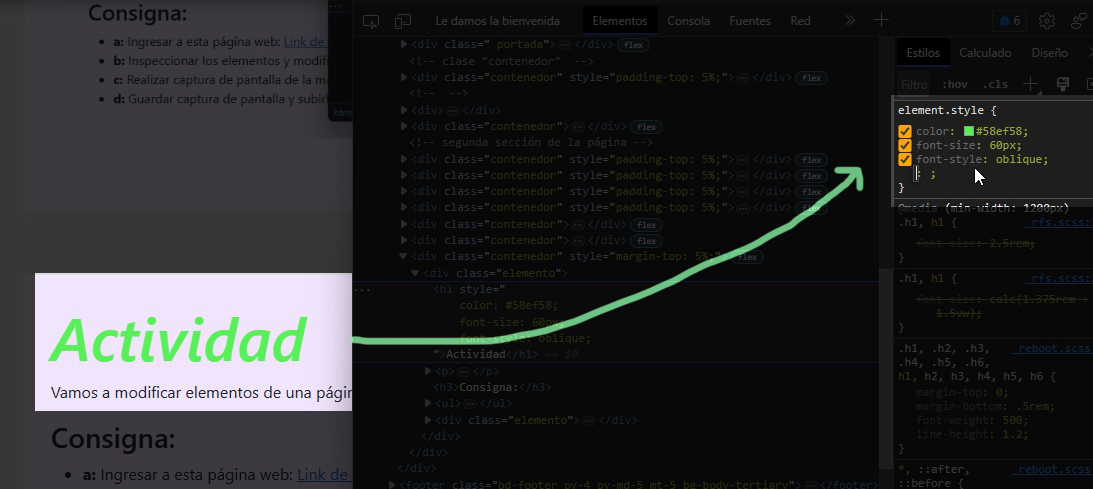 Consigna:
a: Ingresar a esta página web: Link de
b: Inspeccionar los elementos y modifi
c: Realizar captura de pantalla de la m
d: Guardar captura de pantalla y subir
html
Actividad
Vamos a modificar elementos de una págin
Consigna:
a: Ingresar a esta página web: Link de
Le damos la bienvenida Elementos Consola Fuentes Red 6
<div class=" portada"></div> flex
<!-- clase "contenedor" -->
<div class="contenedor" style="padding-top: 5%;"></div> flex
<!-- -->
<div></div>
<div class="contenedor"></div> flex
<!-- segunda sección de la página -->
<div class="contenedor" style="padding-top: 5%;"></div> flex
<div class="contenedor" style="padding-top: 5%;"></div> flex
<div class="contenedor" style="padding-top: 5%;"></div> flex
<div class="contenedor" style="padding-top: 5%;"></div> flex
<div class="contenedor"></div> flex
<div class="contenedor"></div> flex
<div class="contenedor" style="margin-top: 5%;"> flex
<div class="elemento">
<h1 style="
color: #58ef58;
font-size: 60px;
font-style: oblique;
">Actividad</h1> == $0
<p></p>
<h3>Consigna:</h3>
<ul></ul>
<div class="elemento"></div>
</div>
</div>
</div>
<footer class="bd-footer py-4 py-md-5 mt-5 bg-body-tertiary"></footer>
Estilos Calculado Diseño
Filtro :hov .cls
element.style {
color: #58ef58;
font-size: 60px;
font-style: oblique;
: ;
}
@media (min-width: 1200px)
.h1, h1 { _rfs.scss:
font-size: 2.5rem;
}
.h1, h1 { _rfs.scss:
font-size: calc(1.375rem +
1.5vw);
}
.h1, .h2, .h3, _reboot.scss
.h4, .h5, .h6,
h1, h2, h3, h4, h5, h6 {
margin-top: 0;
margin-bottom: .5rem;
font-weight: 500;
line-height: 1.2;
}
*, ::after, _reboot.scss
::before {